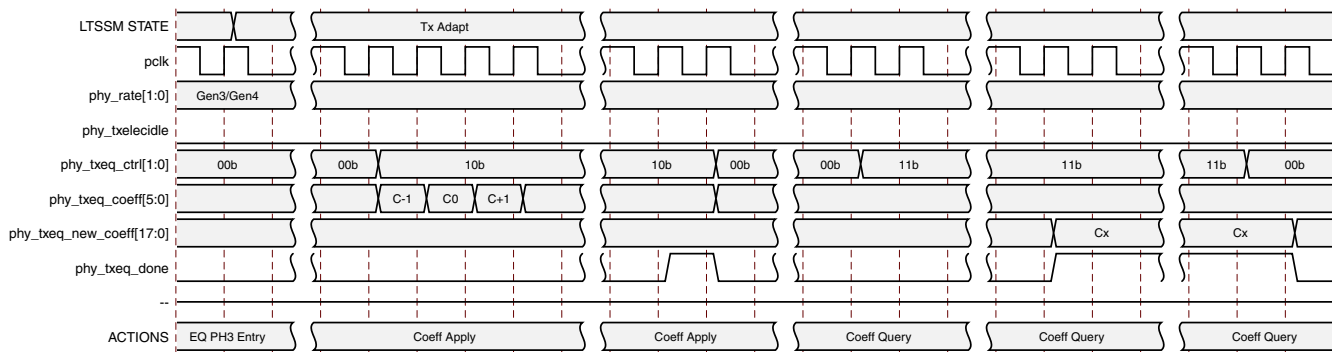 LTSSM STATE Tx Adapt
pclk
phy_rate[1:0] Gen3/Gen4
phy_txelecidle
phy_txeq_ctrl[1:0] 00b 00b 10b 10b 00b 00b 11b 11b 11b 00b
phy_txeq_coeff[5:0] C-1 C0 C+1
phy_txeq_new_coeff[17:0] Cx Cx
phy_txeq_done
--
ACTIONS EQ PH3 Entry Coeff Apply Coeff Apply Coeff Query Coeff Query Coeff Query